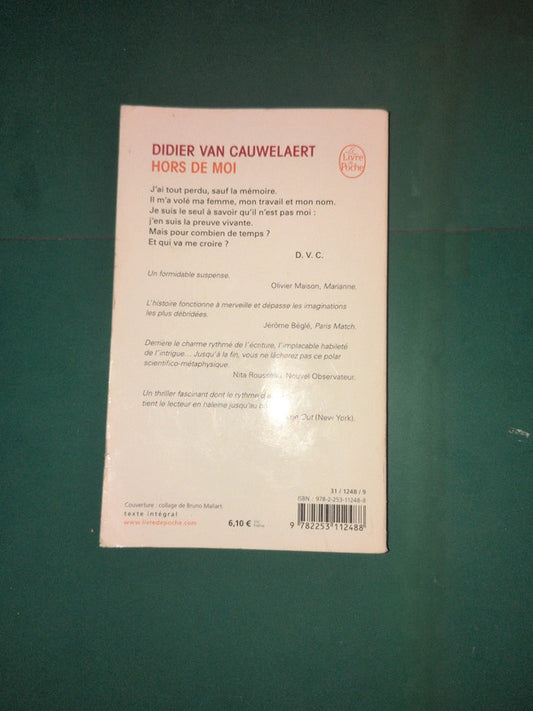 DIDIER VAN CAUWELAERT
HORS DE MOI
Le
Livre
de
Poche
J'ai tout perdu, sauf la mémoire.
Il m'a volé ma femme, mon travail et mon nom.
Je suis le seul à savoir qu'il n'est pas moi :
j'en suis la preuve vivante.
Mais pour combien de temps ?
Et qui va me croire ?
D. V. C.
Un formidable suspense.
Olivier Maison, Marianne.
L'histoire fonctionne à merveille et dépasse les imaginations
les plus débridées.
Jérôme Béglé, Paris Match.
Derrière le charme rythmé de l'écriture, l'implacable habileté
de l'intrigue... Jusqu'à la fin, vous ne lâcherez pas ce polar
scientifico-métaphysique
Nita Rousseau, Nouvel Observateur.
Un thriller fascinant dont le rythme
tient le lecteur en haleine jusqu'au
Out (New York).
31 / 1248 / 9
ISBN : 978-2-253-11248-8
Couverture : collage de Bruno Mallart
texte intégral
www.livredepoche.com
6,10 €
9 782253 112488